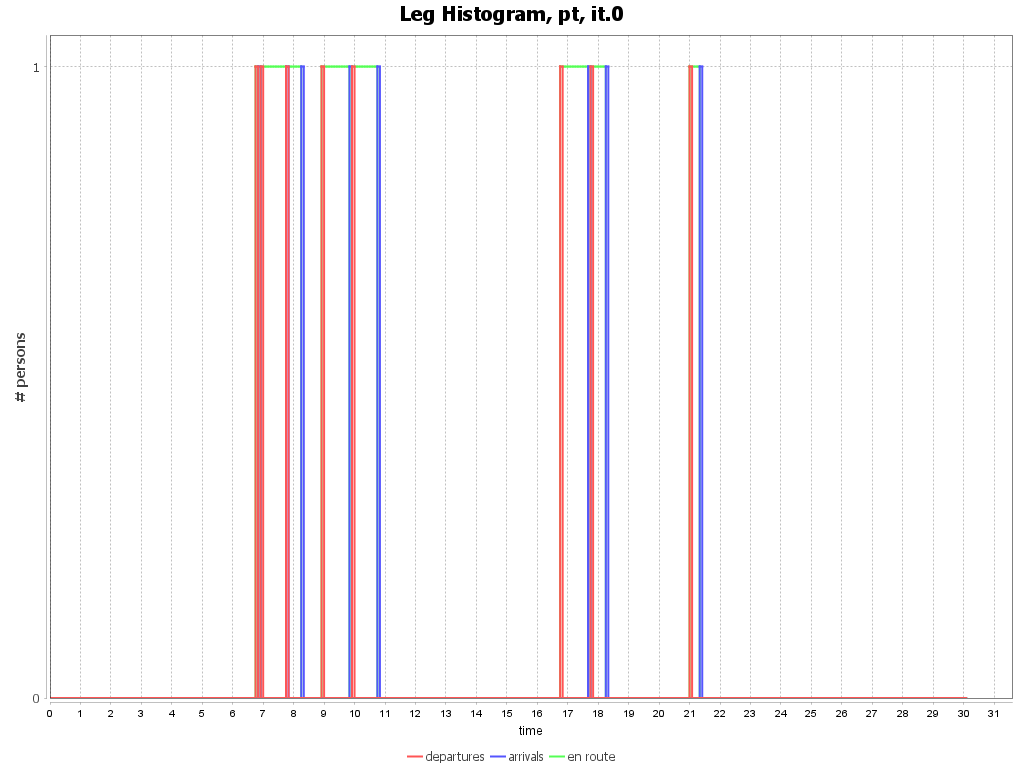 Leg Histogram, pt, it.0
# persons
1
0
0 1 2 3 4 5 6 7 8 9 10 11 12 13 14 15 16 17 18 19 20 21 22 23 24 25 26 27 28 29 30 31
time
departures arrivals en route